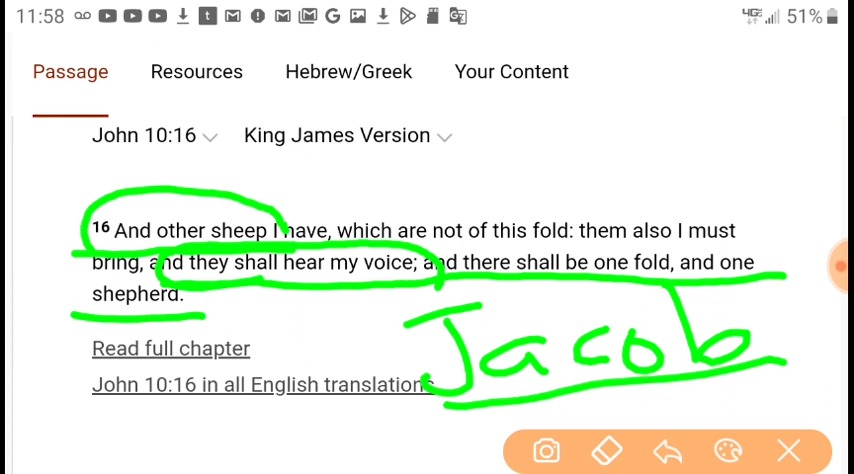 11:58 4GE 51%
Passage Resources Hebrew/Greek Your Content
John 10:16 King James Version
16 And other sheep I have, which are not of this fold: them also I must
bring, and they shall hear my voice; and there shall be one fold, and one
shepherd.
Jacob
Read full chapter
John 10:16 in all English translations